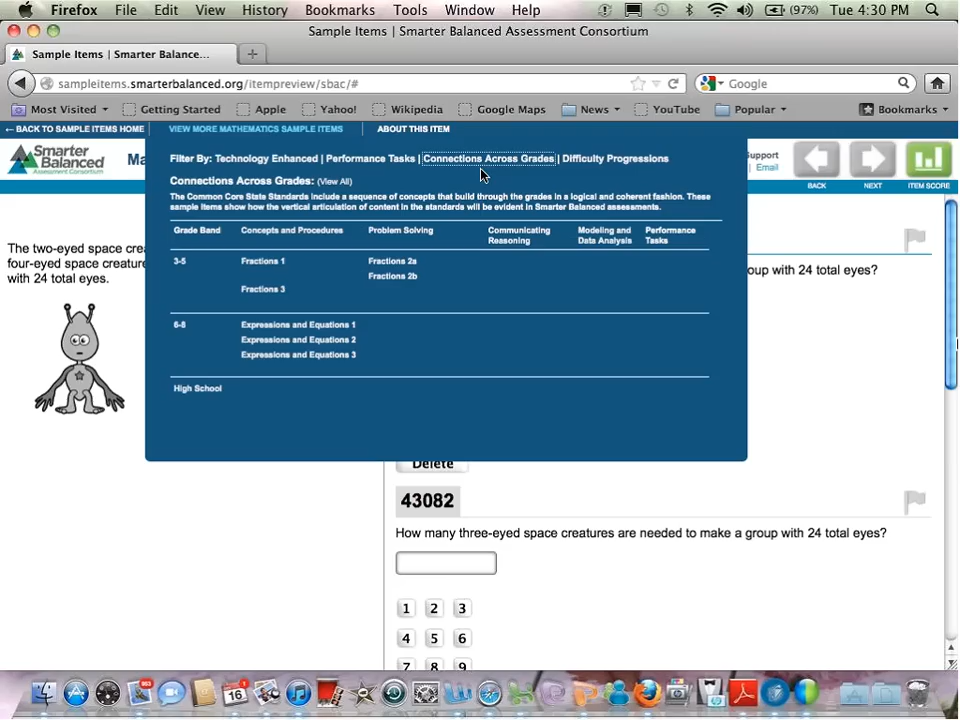 Firefox File Edit View History Bookmarks Tools Window Help (97%) Tue 4:30 PM
Sample Items | Smarter Balanced Assessment Consortium
Sample Items | Smarter Balance...
sampleitems.smarterbalanced.org/itempreview/sbac/#
Google
Most Visited Getting Started Apple Yahoo! Wikipedia Google Maps News YouTube Popular Bookmarks
←BACK TO SAMPLE ITEMS HOME VIEW MORE MATHEMATICS SAMPLE ITEMS ABOUT THIS ITEM
Smarter
Balanced
Ma
Filter By: Technology Enhanced | Performance Tasks | Connections Across Grades | Difficulty Progressions
upport
Email
BACK NEXT ITEM SCORE
Connections Across Grades: (View All)
The Common Core State Standards include a sequence of concepts that build through the grades in a logical and coherent fashion. These
sample items show how the vertical articulation of content in the standards will be evident in Smarter Balanced assessments.
Grade Band Concepts and Procedures Problem Solving Communicating Reasoning Modeling and Data Analysis Performance Tasks
3-5 Fractions 1 Fractions 2a
Fractions 2b
Fractions 3
6-8 Expressions and Equations 1
Expressions and Equations 2
Expressions and Equations 3
High School
The two-eyed space crea
four-eyed space creature
with 24 total eyes.
oup with 24 total eyes?
Delete
43082
How many three-eyed space creatures are needed to make a group with 24 total eyes?
1 2 3
4 5 6
7 8 9